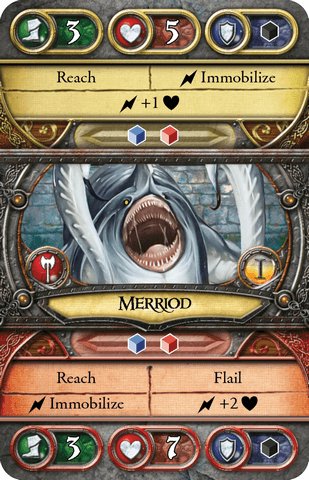 3 5
Reach Immobilize
+1
MERRIOD
I
Reach Flail
Immobilize +2
3 7